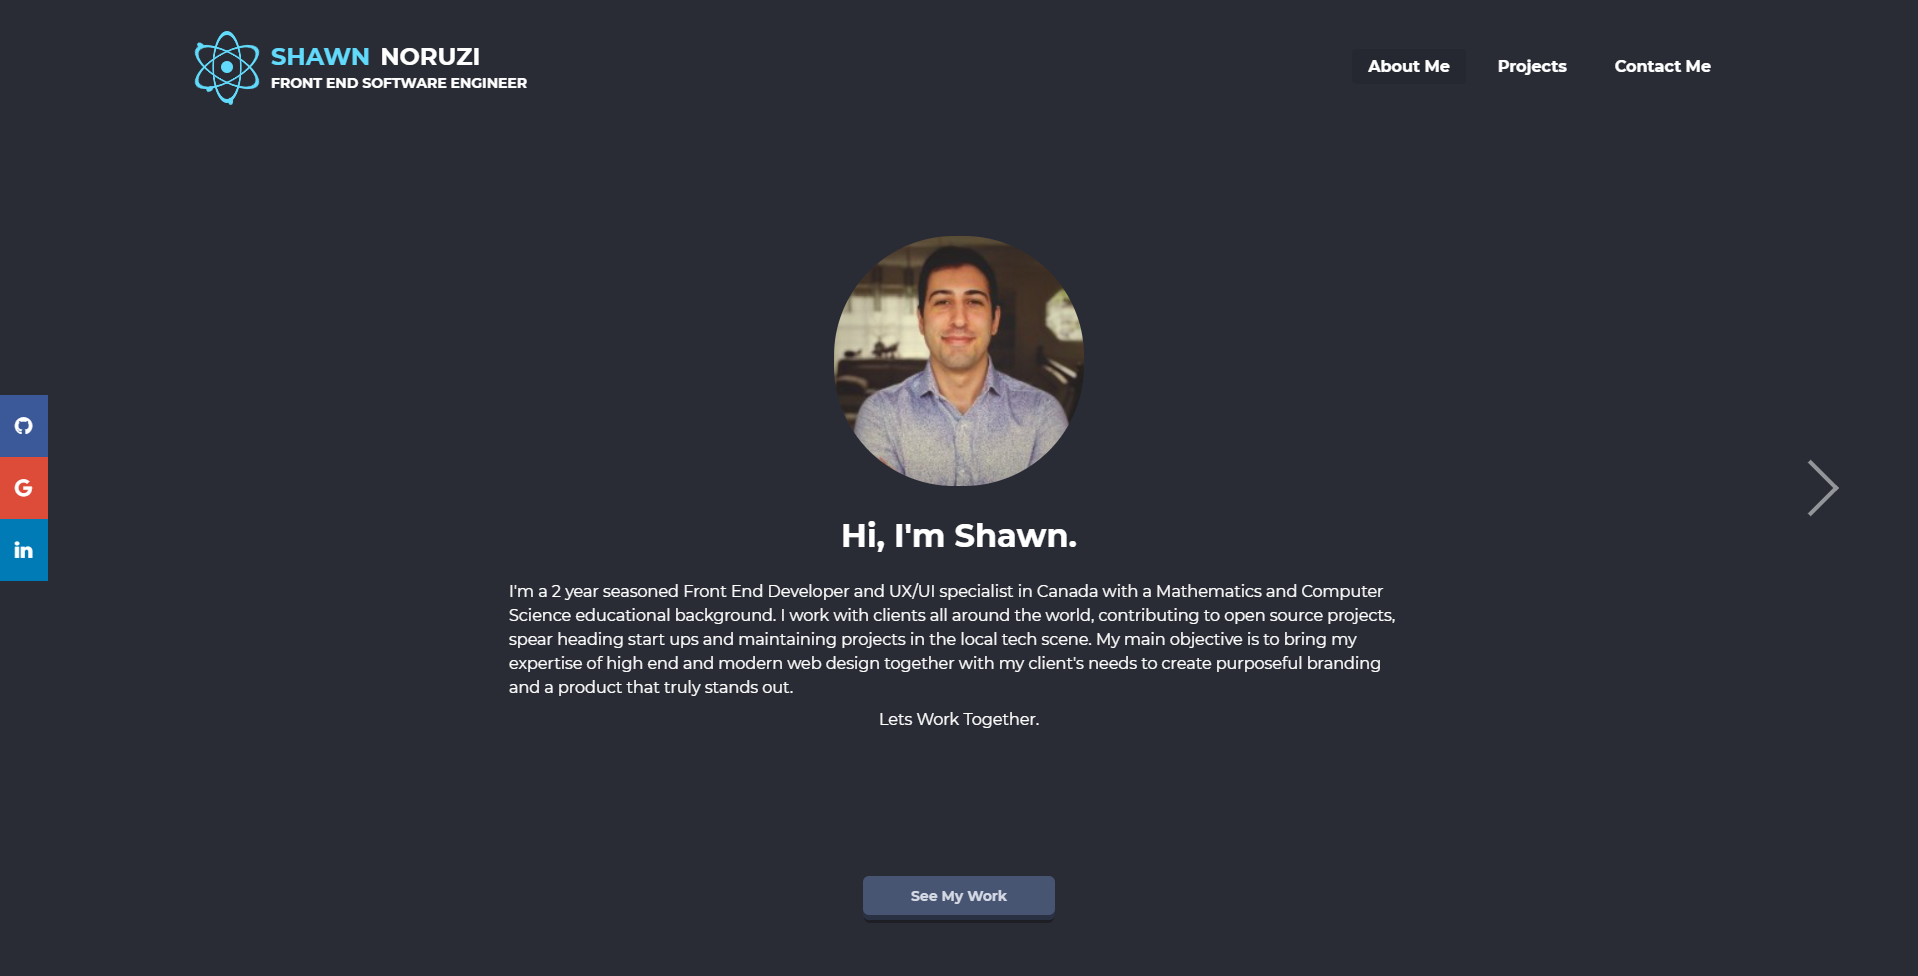 SHAWN NORUZI
FRONT END SOFTWARE ENGINEER
About Me
Projects
Contact Me
Hi, I'm Shawn.
I'm a 2 year seasoned Front End Developer and UX/UI specialist in Canada with a Mathematics and Computer
Science educational background. I work with clients all around the world, contributing to open source projects,
spear heading start ups and maintaining projects in the local tech scene. My main objective is to bring my
expertise of high end and modern web design together with my client's needs to create purposeful branding
and a product that truly stands out.
Lets Work Together.
See My Work